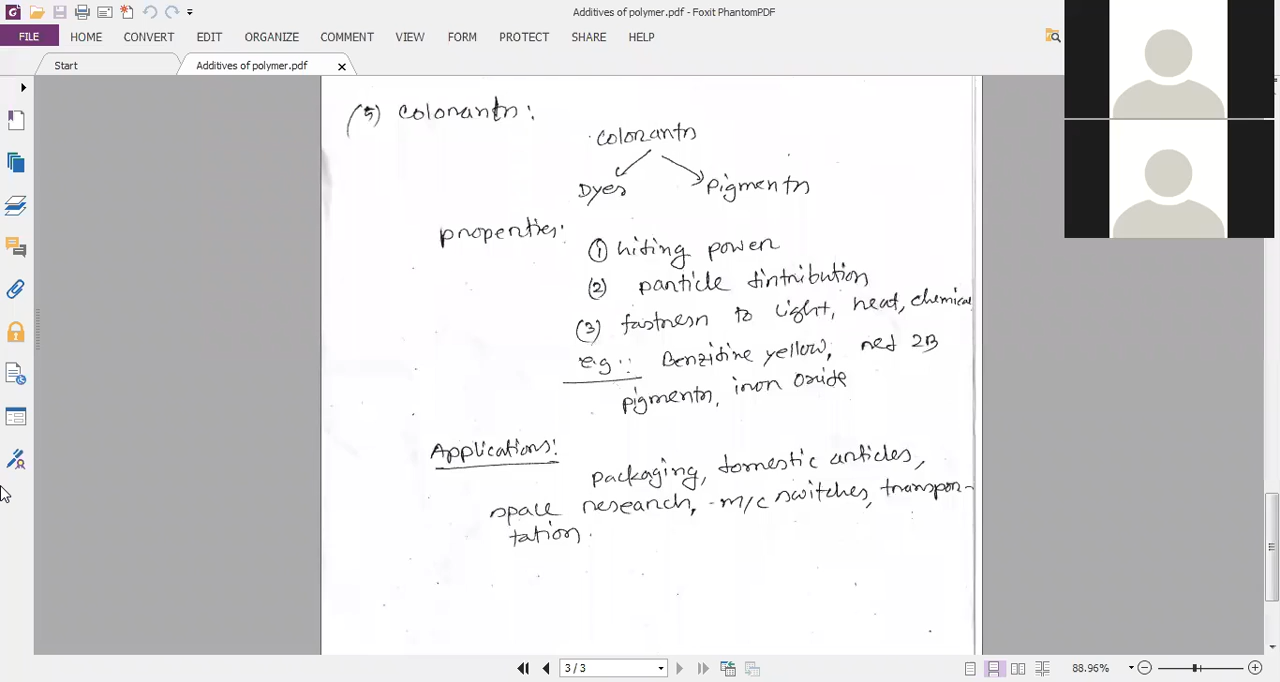 Additives of polymer.pdf - Foxit PhantomPDF
FILE HOME CONVERT EDIT ORGANIZE COMMENT VIEW FORM PROTECT SHARE HELP
Start Additives of polymer.pdf
(5) Colorants:
Colorants
Dyes Pigments
Properties:
(1) hiding power
(2) particle distribution
(3) fastness to light, heat, chemical
e.g:: Benzidine yellow, red 2B
pigments, iron oxide
Applications:
packaging, domestic articles,
space research, m/c switches, transpor-
tation.
3 / 3
88.96%